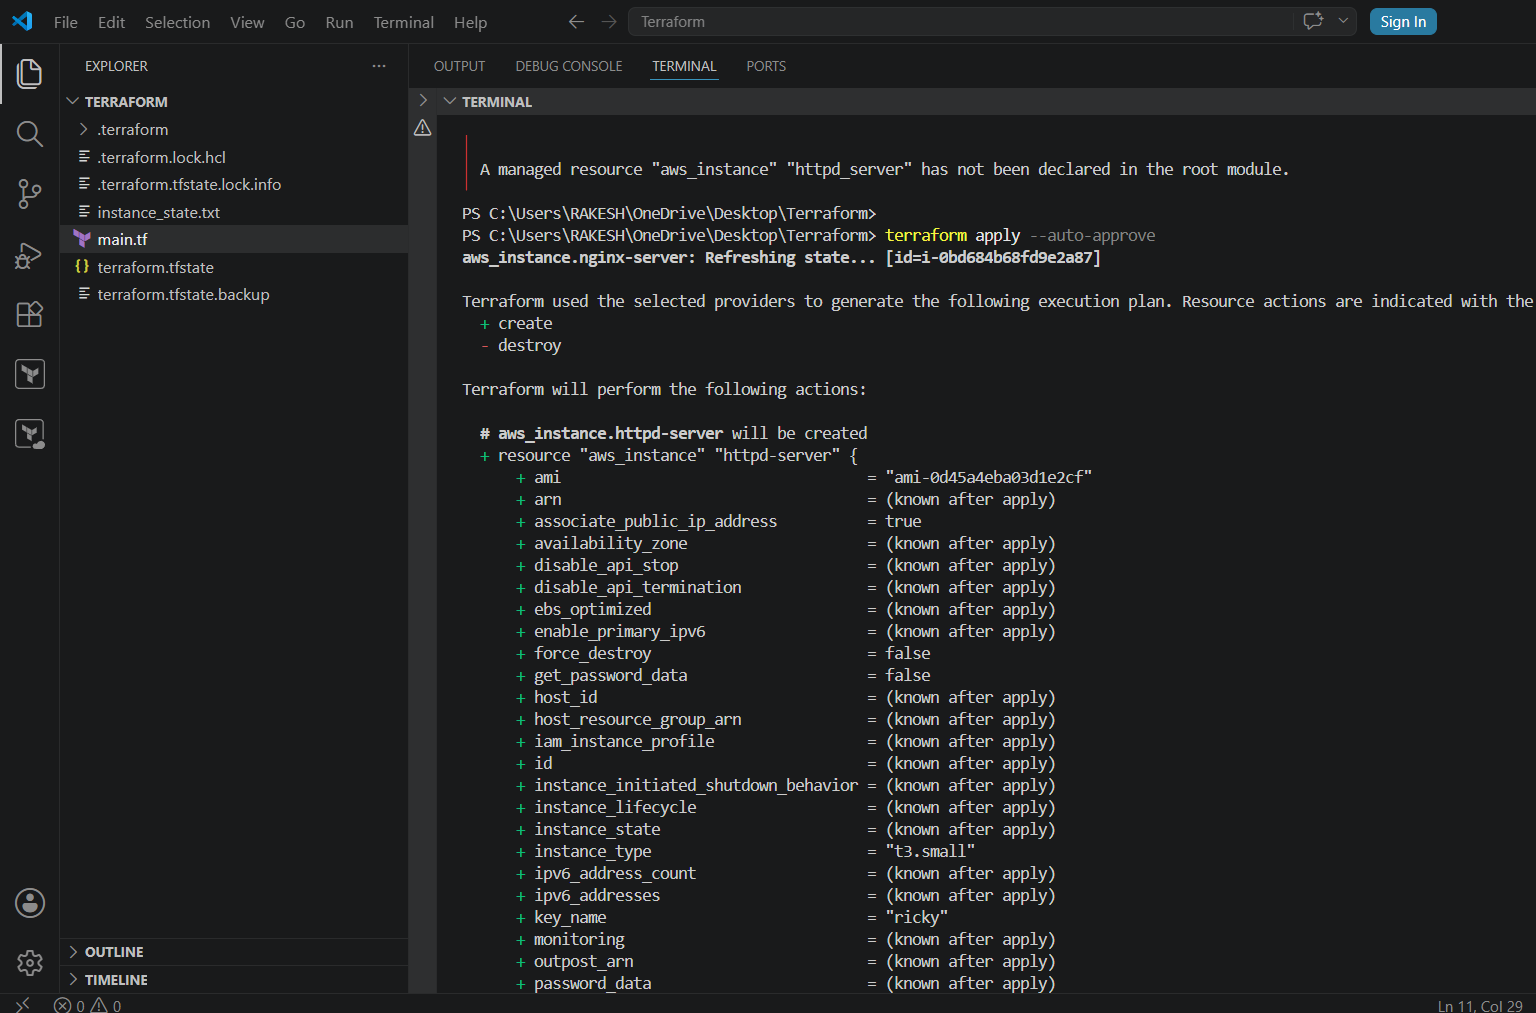 File Edit Selection View Go Run Terminal Help
Terraform
Sign In
EXPLORER
TERRAFORM
.terraform
.terraform.lock.hcl
.terraform.tfstate.lock.info
instance_state.txt
main.tf
{} terraform.tfstate
terraform.tfstate.backup
OUTLINE
TIMELINE
OUTPUT DEBUG CONSOLE TERMINAL PORTS
TERMINAL
A managed resource "aws_instance" "httpd_server" has not been declared in the root module.
PS C:\Users\RAKESH\OneDrive\Desktop\Terraform>
PS C:\Users\RAKESH\OneDrive\Desktop\Terraform> terraform apply --auto-approve
aws_instance.nginx-server: Refreshing state... [id=i-0bd684b68fd9e2a87]
Terraform used the selected providers to generate the following execution plan. Resource actions are indicated with the
+ create
- destroy
Terraform will perform the following actions:
# aws_instance.httpd-server will be created
+ resource "aws_instance" "httpd-server" {
+ ami = "ami-0d45a4eba03d1e2cf"
+ arn = (known after apply)
+ associate_public_ip_address = true
+ availability_zone = (known after apply)
+ disable_api_stop = (known after apply)
+ disable_api_termination = (known after apply)
+ ebs_optimized = (known after apply)
+ enable_primary_ipv6 = (known after apply)
+ force_destroy = false
+ get_password_data = false
+ host_id = (known after apply)
+ host_resource_group_arn = (known after apply)
+ iam_instance_profile = (known after apply)
+ id = (known after apply)
+ instance_initiated_shutdown_behavior = (known after apply)
+ instance_lifecycle = (known after apply)
+ instance_state = (known after apply)
+ instance_type = "t3.small"
+ ipv6_address_count = (known after apply)
+ ipv6_addresses = (known after apply)
+ key_name = "ricky"
+ monitoring = (known after apply)
+ outpost_arn = (known after apply)
+ password_data = (known after apply)
0 0
Ln 11, Col 29